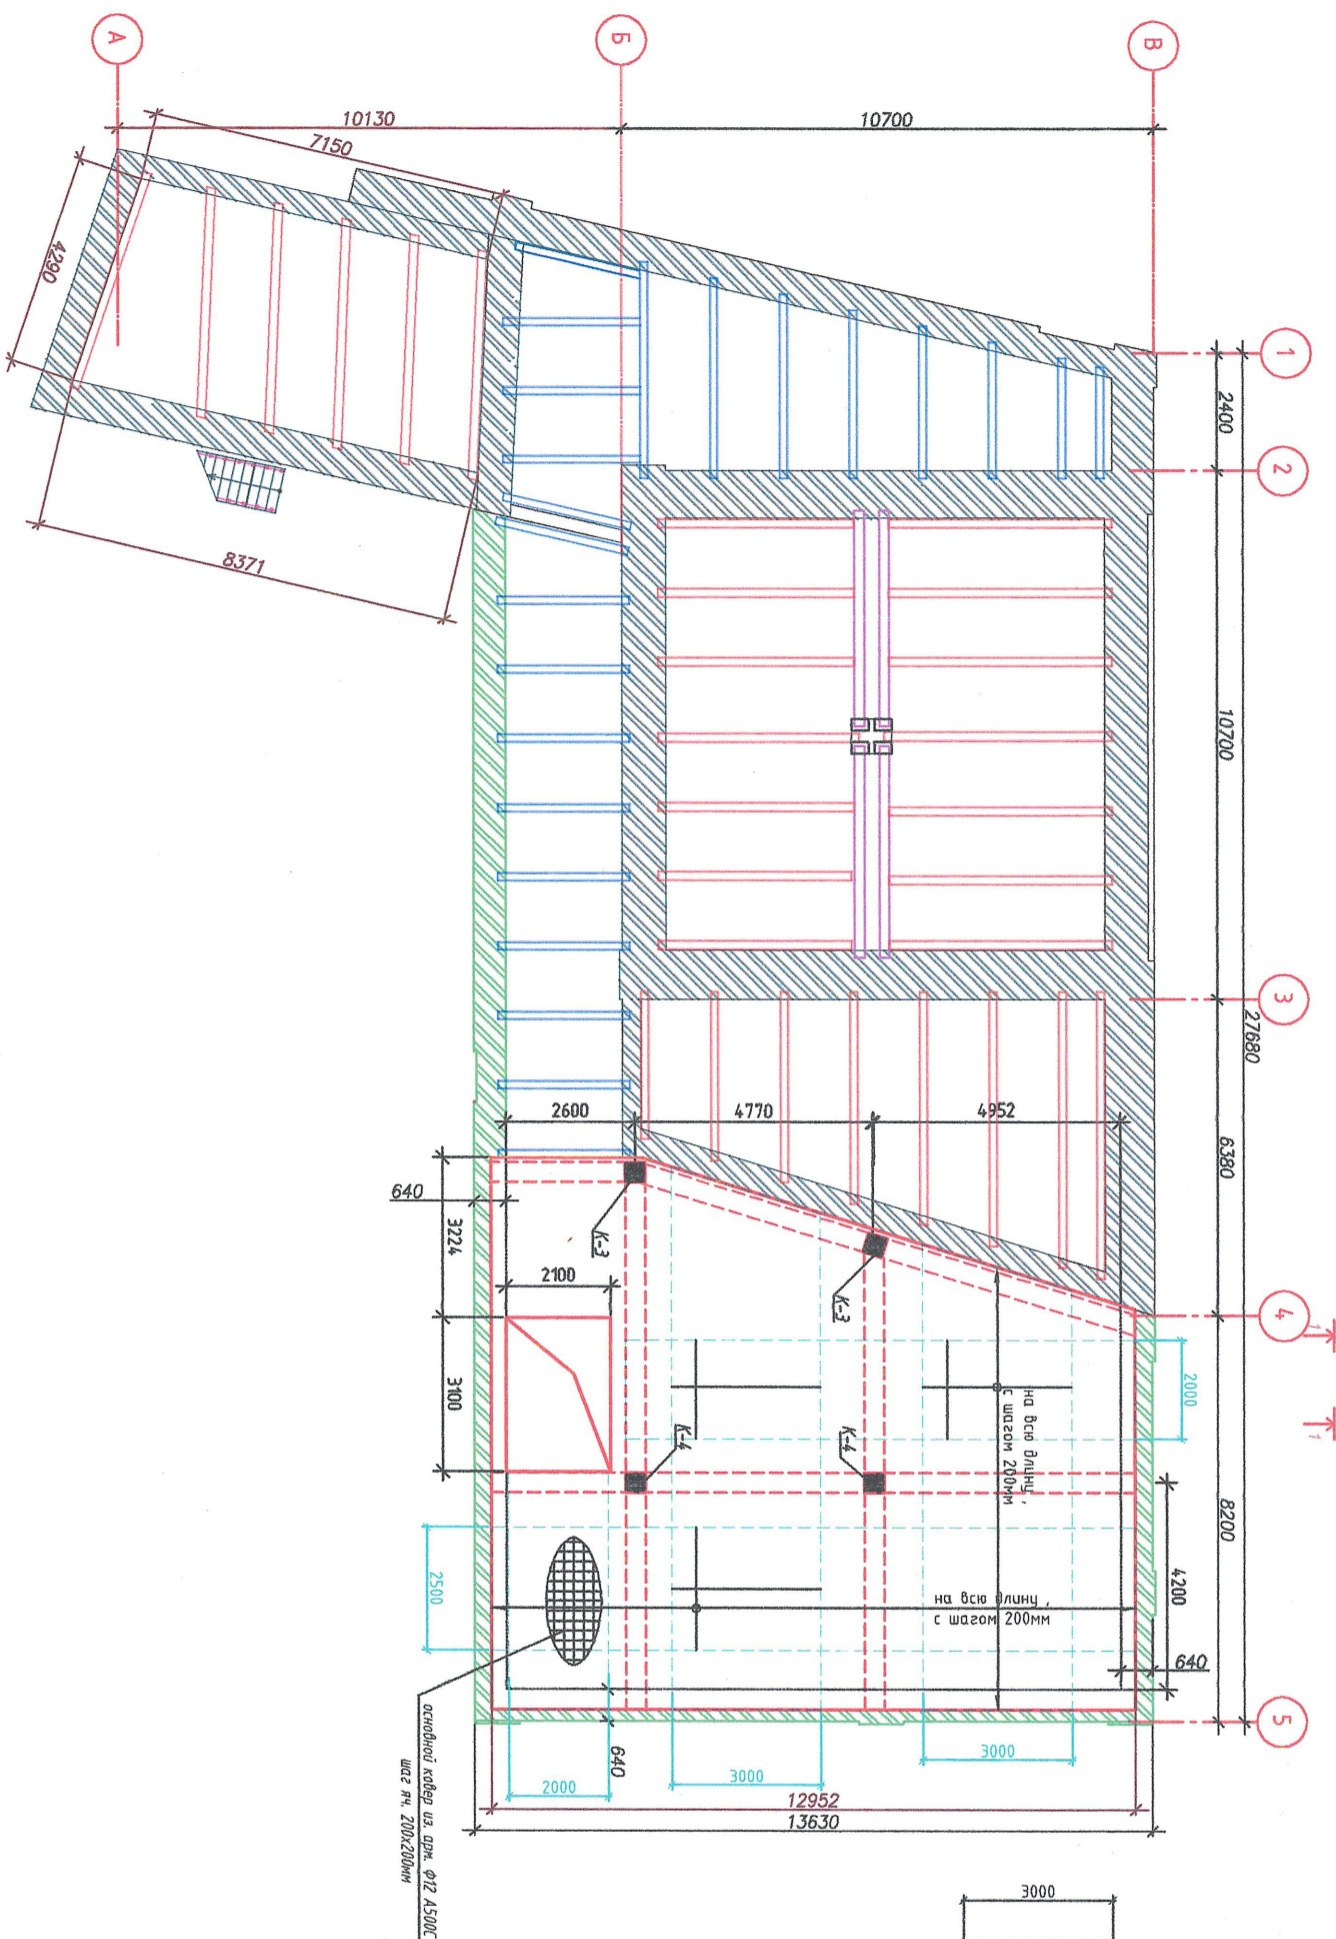 А
Б
В
10130
10700
7150
4290
8371
1
2400
2
10700
3
27680
6380
4
1
1
8200
5
2600
4770
4952
640
3224
2100
3100
К-3
К-3
К-4
К-4
2000
на всю длину ,
с шагом 200мм
на всю длину ,
с шагом 200мм
4200
640
2500
640
2000
3000
3000
12952
13630
3000
основной ковер из. арм. ф12 А500С
шаг яч. 200х200мм